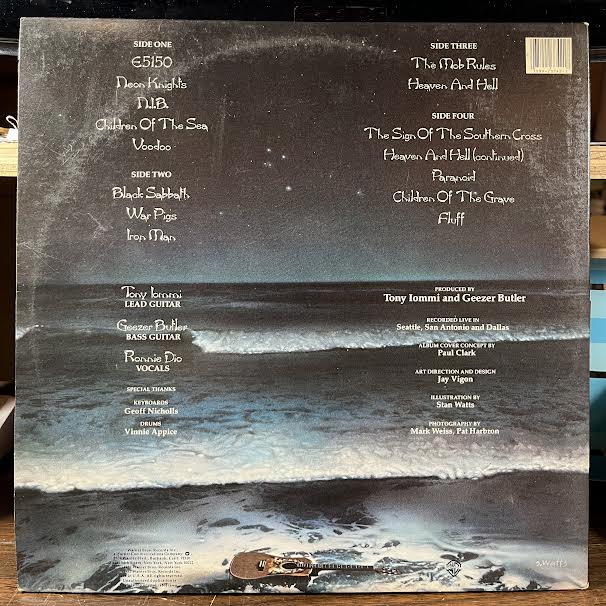 SIDE ONE
E5150
Neon Knights
N.I.B.
Children Of The Sea
Voodoo
SIDE TWO
Black Sabbath
War Pigs
Iron Man
SIDE THREE
The Mob Rules
Heaven And Hell
SIDE FOUR
The Sign Of The Southern Cross
Heaven And Hell (continued)
Paranoid
Children Of The Grave
Fluff
Tony Iommi
LEAD GUITAR
Geezer Butler
BASS GUITAR
Ronnie Dio
VOCALS
SPECIAL THANKS
KEYBOARDS
Geoff Nicholls
DRUMS
Vinnie Appice
PRODUCED BY
Tony Iommi and Geezer Butler
RECORDED LIVE IN
Seattle, San Antonio and Dallas
ALBUM COVER CONCEPT BY
Paul Clark
ART DIRECTION AND DESIGN
Jay Vigon
ILLUSTRATION BY
Stan Watts
PHOTOGRAPHY BY
Mark Weiss, Pat Harbron
Warner Bros. Records Inc.
S.Watts